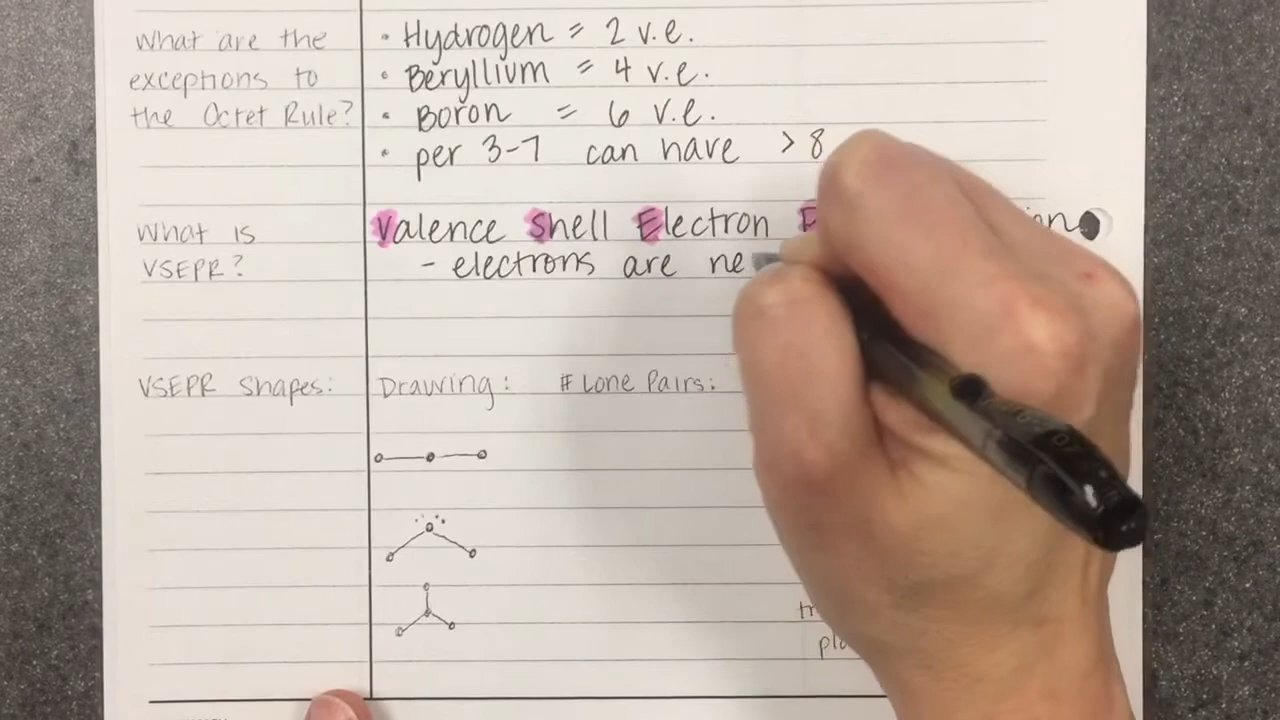 What are the
exceptions to
the Octet Rule?
• Hydrogen = 2 v.e.
• Beryllium = 4 v.e.
• Boron = 6 v.e.
• per 3-7 can have > 8
What is
VSEPR?
Valence Shell Electron
- electrons are ne
VSEPR Shapes:
Drawing: # Lone Pairs: